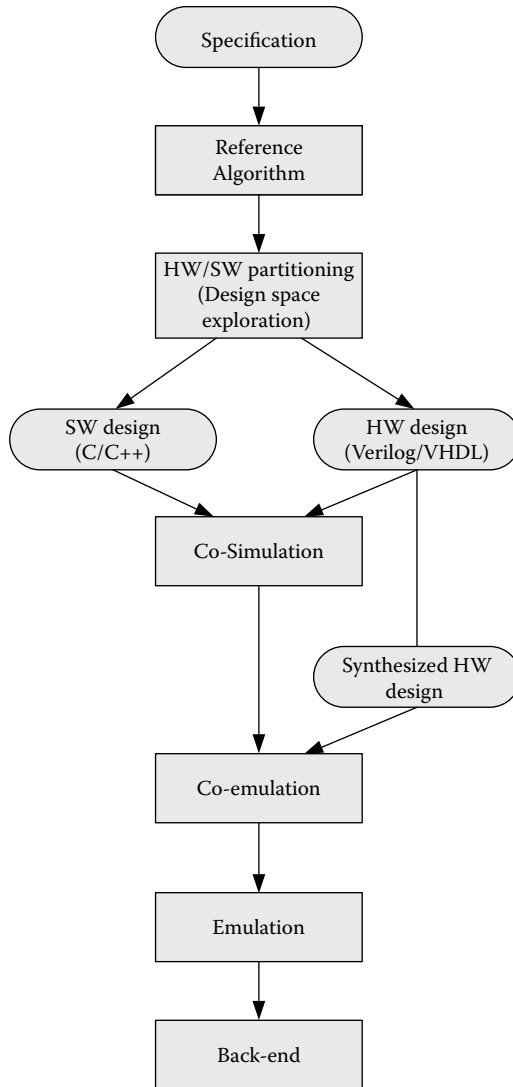 Specification
Reference
Algorithm
HW/SW partitioning
(Design space
exploration)
SW design
(C/C++)
HW design
(Verilog/VHDL)
Co-Simulation
Synthesized HW
design
Co-emulation
Emulation
Back-end